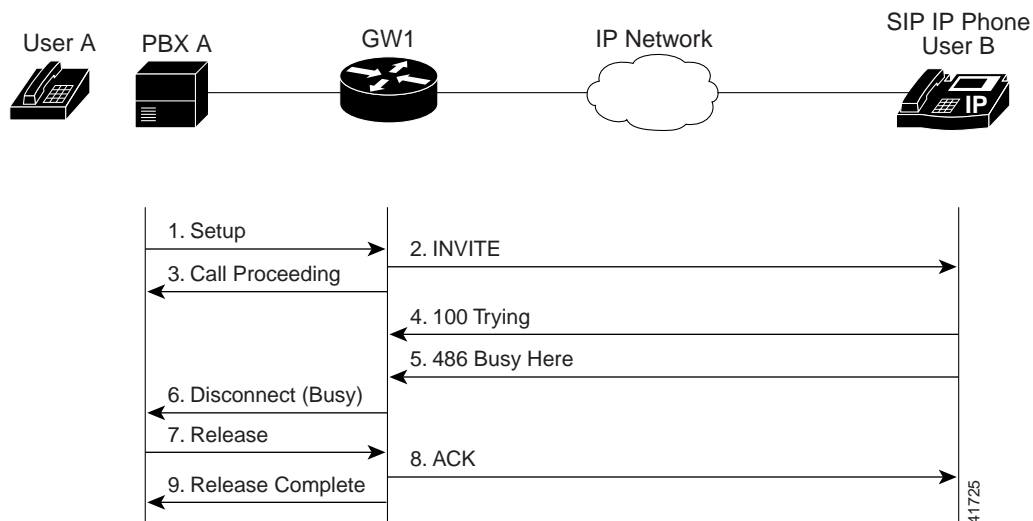 User A
PBX A
GW1
IP Network
SIP IP Phone
User B
IP
1. Setup
2. INVITE
3. Call Proceeding
4. 100 Trying
5. 486 Busy Here
6. Disconnect (Busy)
7. Release
8. ACK
9. Release Complete
41725